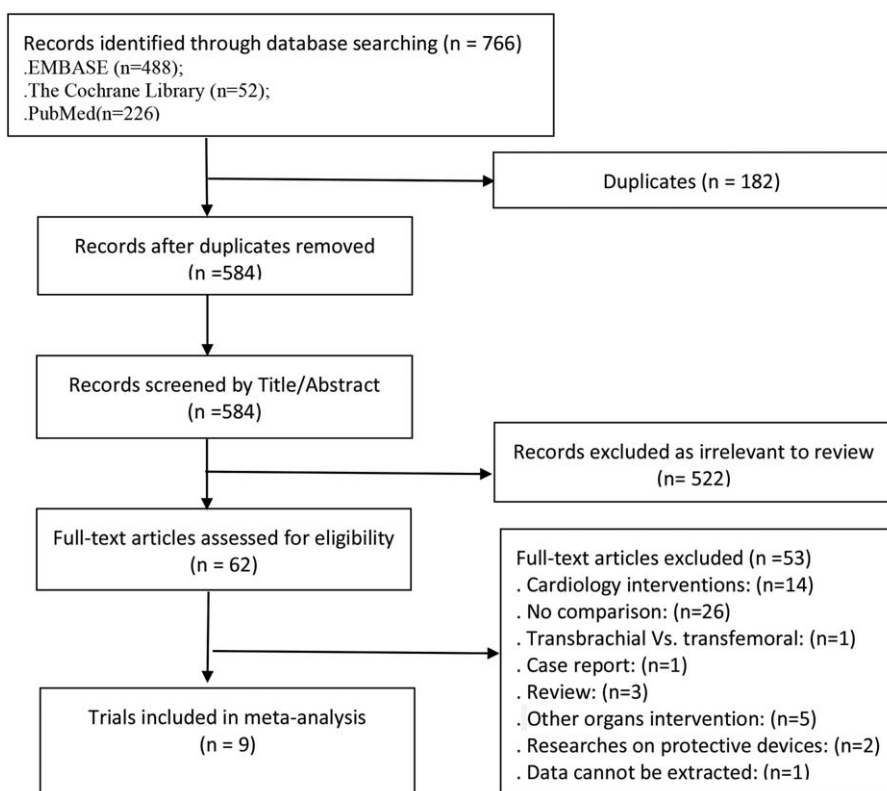 Records identified through database searching (n = 766)
.EMBASE (n=488);
.The Cochrane Library (n=52);
.PubMed(n=226)
Duplicates (n = 182)
Records after duplicates removed
(n =584)
Records screened by Title/Abstract
(n =584)
Records excluded as irrelevant to review
(n= 522)
Full-text articles assessed for eligibility
(n = 62)
Full-text articles excluded (n =53)
. Cardiology interventions: (n=14)
. No comparison: (n=26)
. Transbrachial Vs. transfemoral: (n=1)
. Case report: (n=1)
. Review: (n=3)
. Other organs intervention: (n=5)
. Researches on protective devices: (n=2)
. Data cannot be extracted: (n=1)
Trials included in meta-analysis
(n = 9)